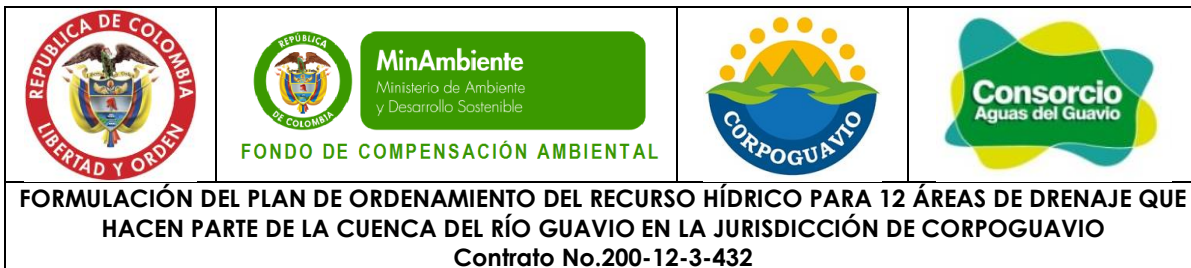 REPUBLICA DE COLOMBIA
LIBERTAD Y ORDEN
REPÚBLICA
DE COLOMBIA
MinAmbiente
Ministerio de Ambiente
y Desarrollo Sostenible
FONDO DE COMPENSACIÓN AMBIENTAL
CORPOGUAVIO
Consorcio
Aguas del Guavio
FORMULACIÓN DEL PLAN DE ORDENAMIENTO DEL RECURSO HÍDRICO PARA 12 ÁREAS DE DRENAJE QUE
HACEN PARTE DE LA CUENCA DEL RÍO GUAVIO EN LA JURISDICCIÓN DE CORPOGUAVIO
Contrato No.200-12-3-432